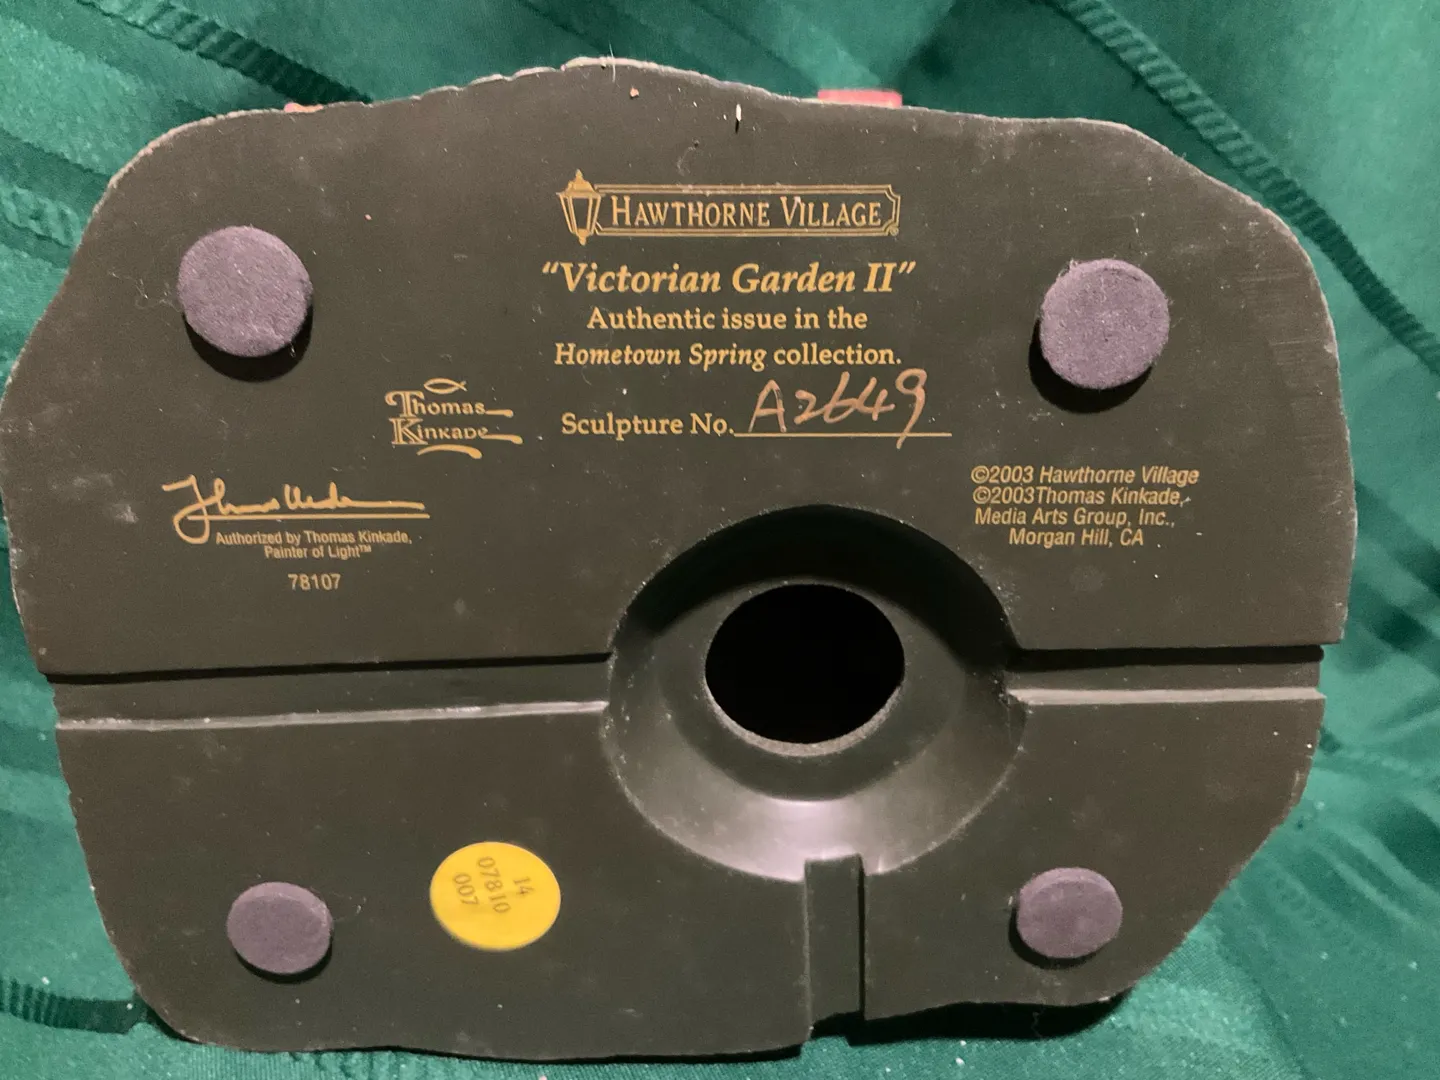 HAWTHORNE VILLAGE
“Victorian Garden II”
Authentic issue in the
Hometown Spring collection.
Sculpture No. A2649
Thomas
Kinkade
Authorized by Thomas Kinkade,
Painter of Light™
78107
©2003 Hawthorne Village
©2003 Thomas Kinkade,
Media Arts Group, Inc.,
Morgan Hill, CA
14
07810
007